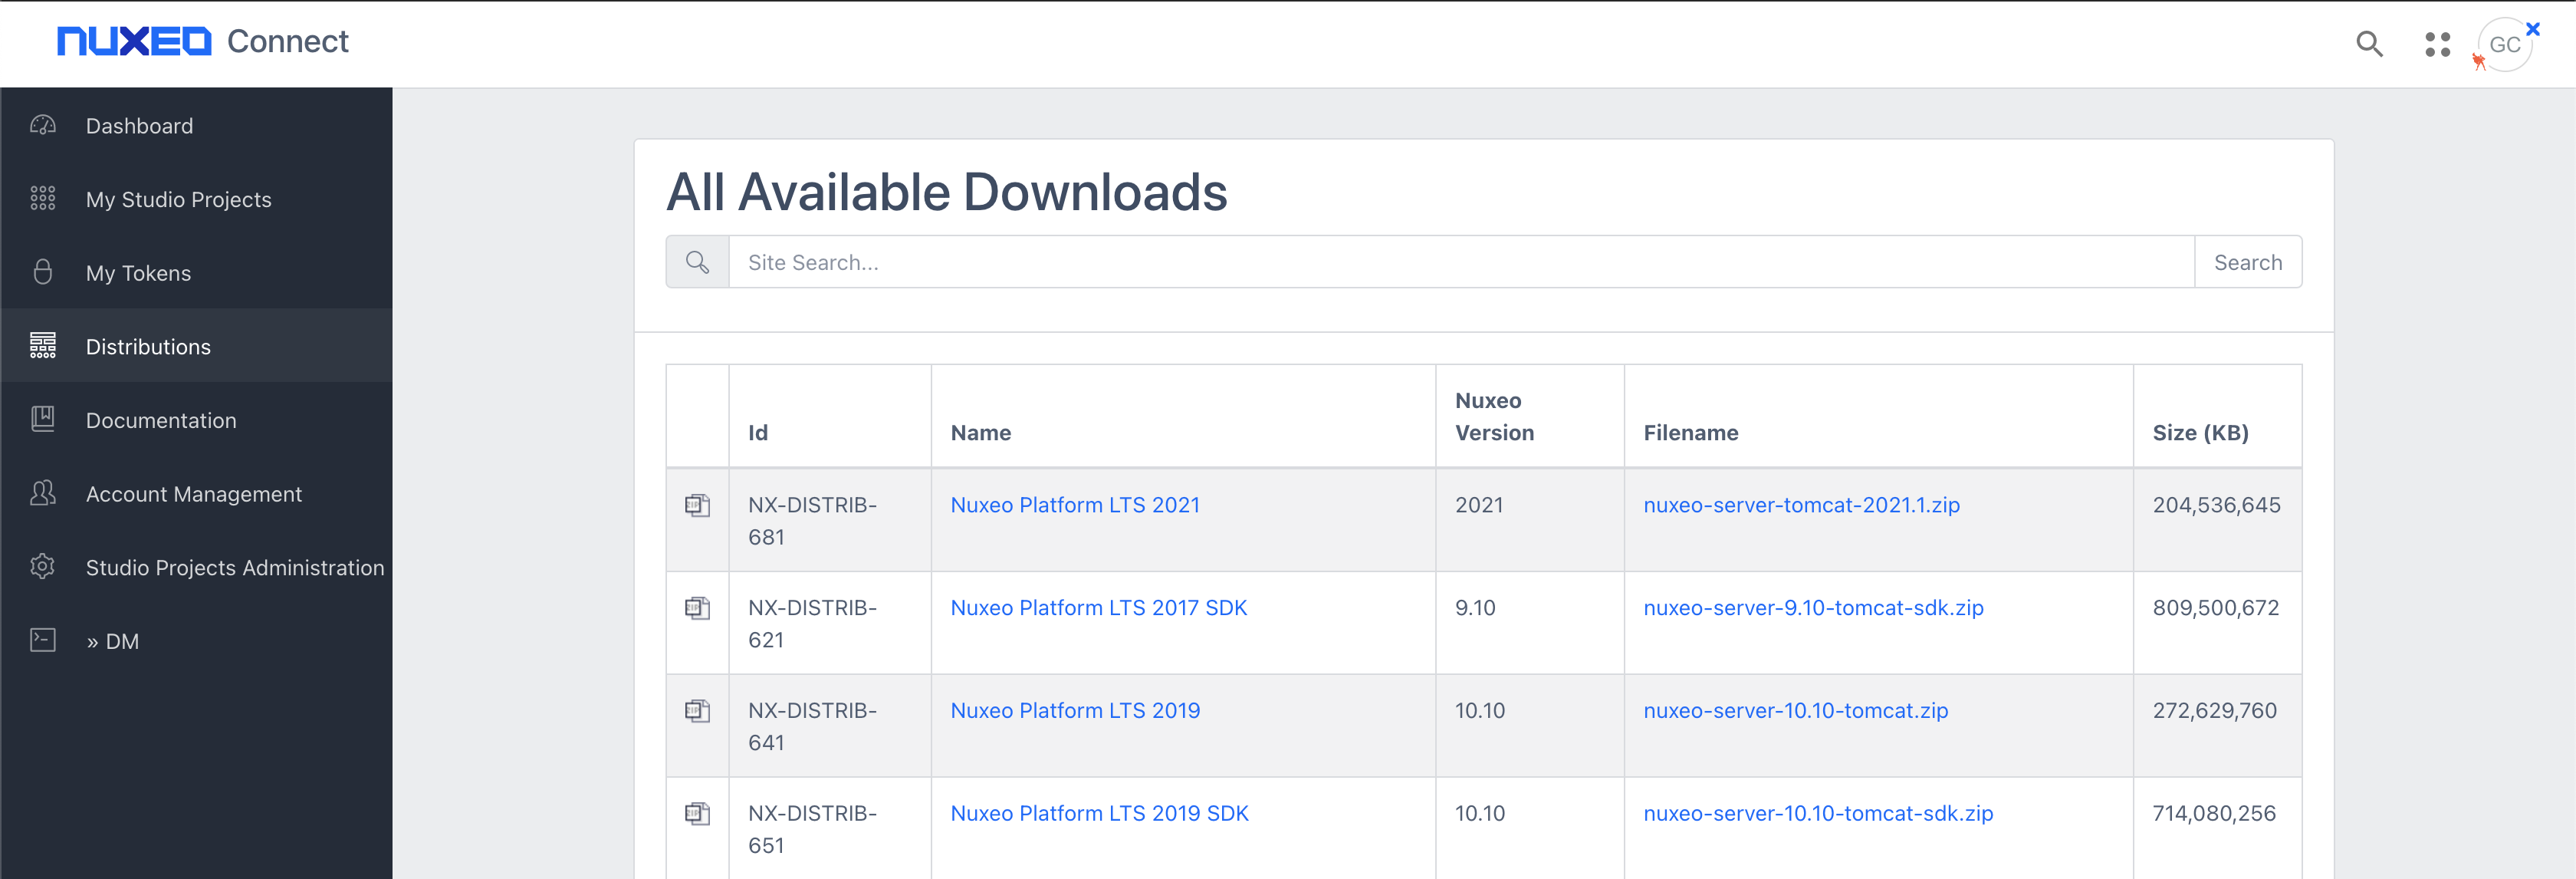 NUXEO Connect
GC
Dashboard
My Studio Projects
My Tokens
Distributions
Documentation
Account Management
Studio Projects Administration
» DM
All Available Downloads
Site Search...
Search
Id
Name
Nuxeo
Version
Filename
Size (KB)
NX-DISTRIB-
681
Nuxeo Platform LTS 2021
2021
nuxeo-server-tomcat-2021.1.zip
204,536,645
NX-DISTRIB-
621
Nuxeo Platform LTS 2017 SDK
9.10
nuxeo-server-9.10-tomcat-sdk.zip
809,500,672
NX-DISTRIB-
641
Nuxeo Platform LTS 2019
10.10
nuxeo-server-10.10-tomcat.zip
272,629,760
NX-DISTRIB-
651
Nuxeo Platform LTS 2019 SDK
10.10
nuxeo-server-10.10-tomcat-sdk.zip
714,080,256